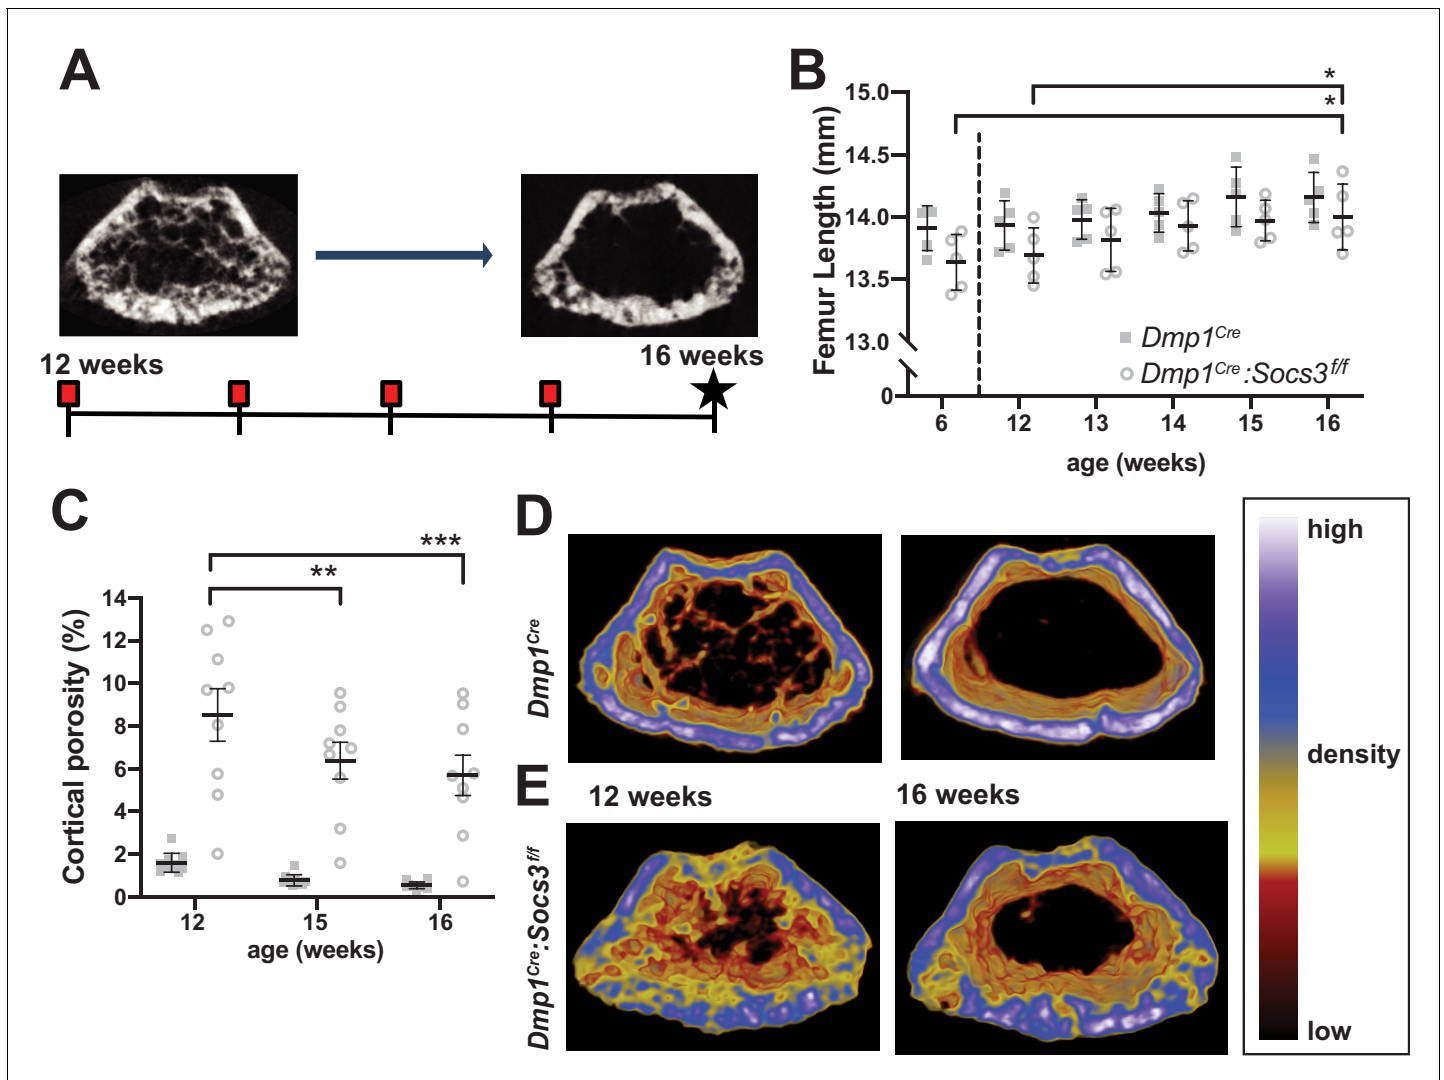 A
12 weeks
16 weeks
B
Femur Length (mm)
15.0
14.5
14.0
13.5
13.0
0
*
*
Dmp1Cre
Dmp1Cre:Socs3f/f
6 12 13 14 15 16
age (weeks)
C
Cortical porosity (%)
14
12
10
8
6
4
2
0
***
**
12 15 16
age (weeks)
D
Dmp1Cre
E
12 weeks
16 weeks
Dmp1Cre:Socs3f/f
high
density
low